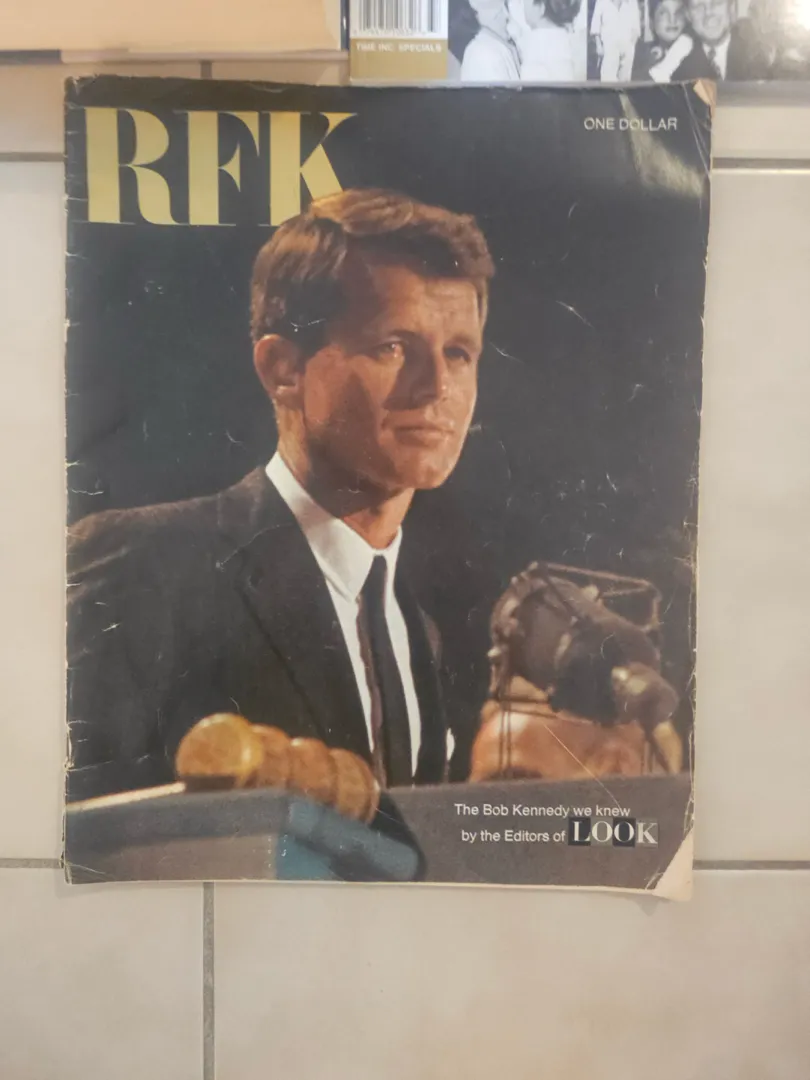 TIME INC. SPECIALS
RFK
ONE DOLLAR
The Bob Kennedy we knew
by the Editors of LOOK